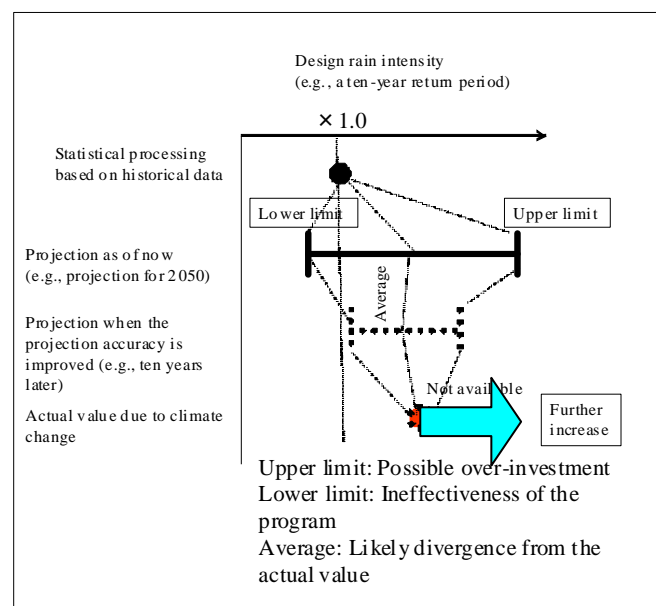 Design rain intensity
(e.g., a ten-year return period)
× 1.0
Statistical processing
based on historical data
Lower limit
Upper limit
Projection as of now
(e.g., projection for 2050)
Average
Projection when the
projection accuracy is
improved (e.g., ten years
later)
Not available
Actual value due to climate
change
Further
increase
Upper limit: Possible over-investment
Lower limit: Ineffectiveness of the
program
Average: Likely divergence from the
actual value